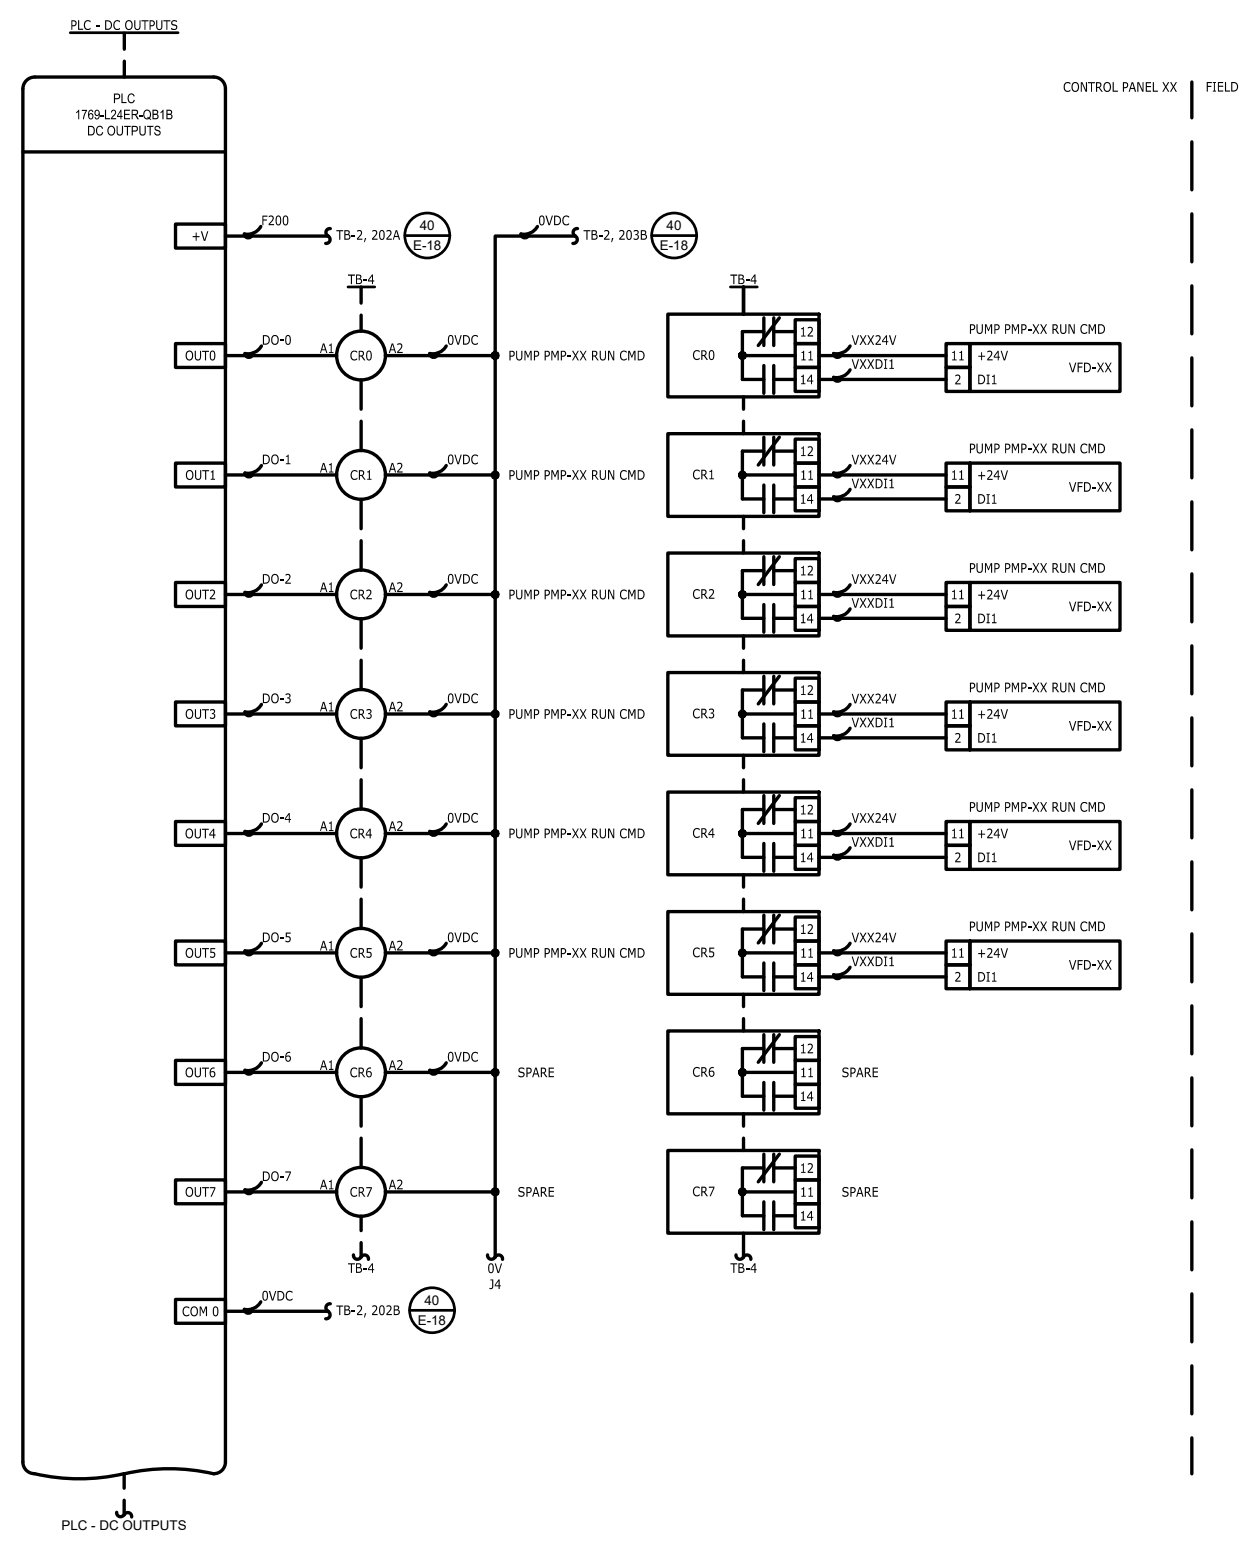 PLC - DC OUTPUTS
CONTROL PANEL XX
FIELD
PLC
1769-L24ER-QB1B
DC OUTPUTS
+V
F200
TB-2, 202A
40
E-18
0VDC
TB-2, 203B
40
E-18
TB-4
TB-4
OUT0
DO-0
A1
CR0
A2
0VDC
PUMP PMP-XX RUN CMD
CR0
12
11
14
VXX24V
VXXDI1
PUMP PMP-XX RUN CMD
11
+24V
2
DI1
VFD-XX
OUT1
DO-1
A1
CR1
A2
0VDC
PUMP PMP-XX RUN CMD
CR1
12
11
14
VXX24V
VXXDI1
PUMP PMP-XX RUN CMD
11
+24V
2
DI1
VFD-XX
OUT2
DO-2
A1
CR2
A2
0VDC
PUMP PMP-XX RUN CMD
CR2
12
11
14
VXX24V
VXXDI1
PUMP PMP-XX RUN CMD
11
+24V
2
DI1
VFD-XX
OUT3
DO-3
A1
CR3
A2
0VDC
PUMP PMP-XX RUN CMD
CR3
12
11
14
VXX24V
VXXDI1
PUMP PMP-XX RUN CMD
11
+24V
2
DI1
VFD-XX
OUT4
DO-4
A1
CR4
A2
0VDC
PUMP PMP-XX RUN CMD
CR4
12
11
14
VXX24V
VXXDI1
PUMP PMP-XX RUN CMD
11
+24V
2
DI1
VFD-XX
OUT5
DO-5
A1
CR5
A2
0VDC
PUMP PMP-XX RUN CMD
CR5
12
11
14
VXX24V
VXXDI1
PUMP PMP-XX RUN CMD
11
+24V
2
DI1
VFD-XX
OUT6
DO-6
A1
CR6
A2
0VDC
SPARE
CR6
12
11
14
SPARE
OUT7
DO-7
A1
CR7
A2
SPARE
CR7
12
11
14
SPARE
TB-4
0V
J4
TB-4
COM 0
0VDC
TB-2, 202B
40
E-18
PLC - DC OUTPUTS